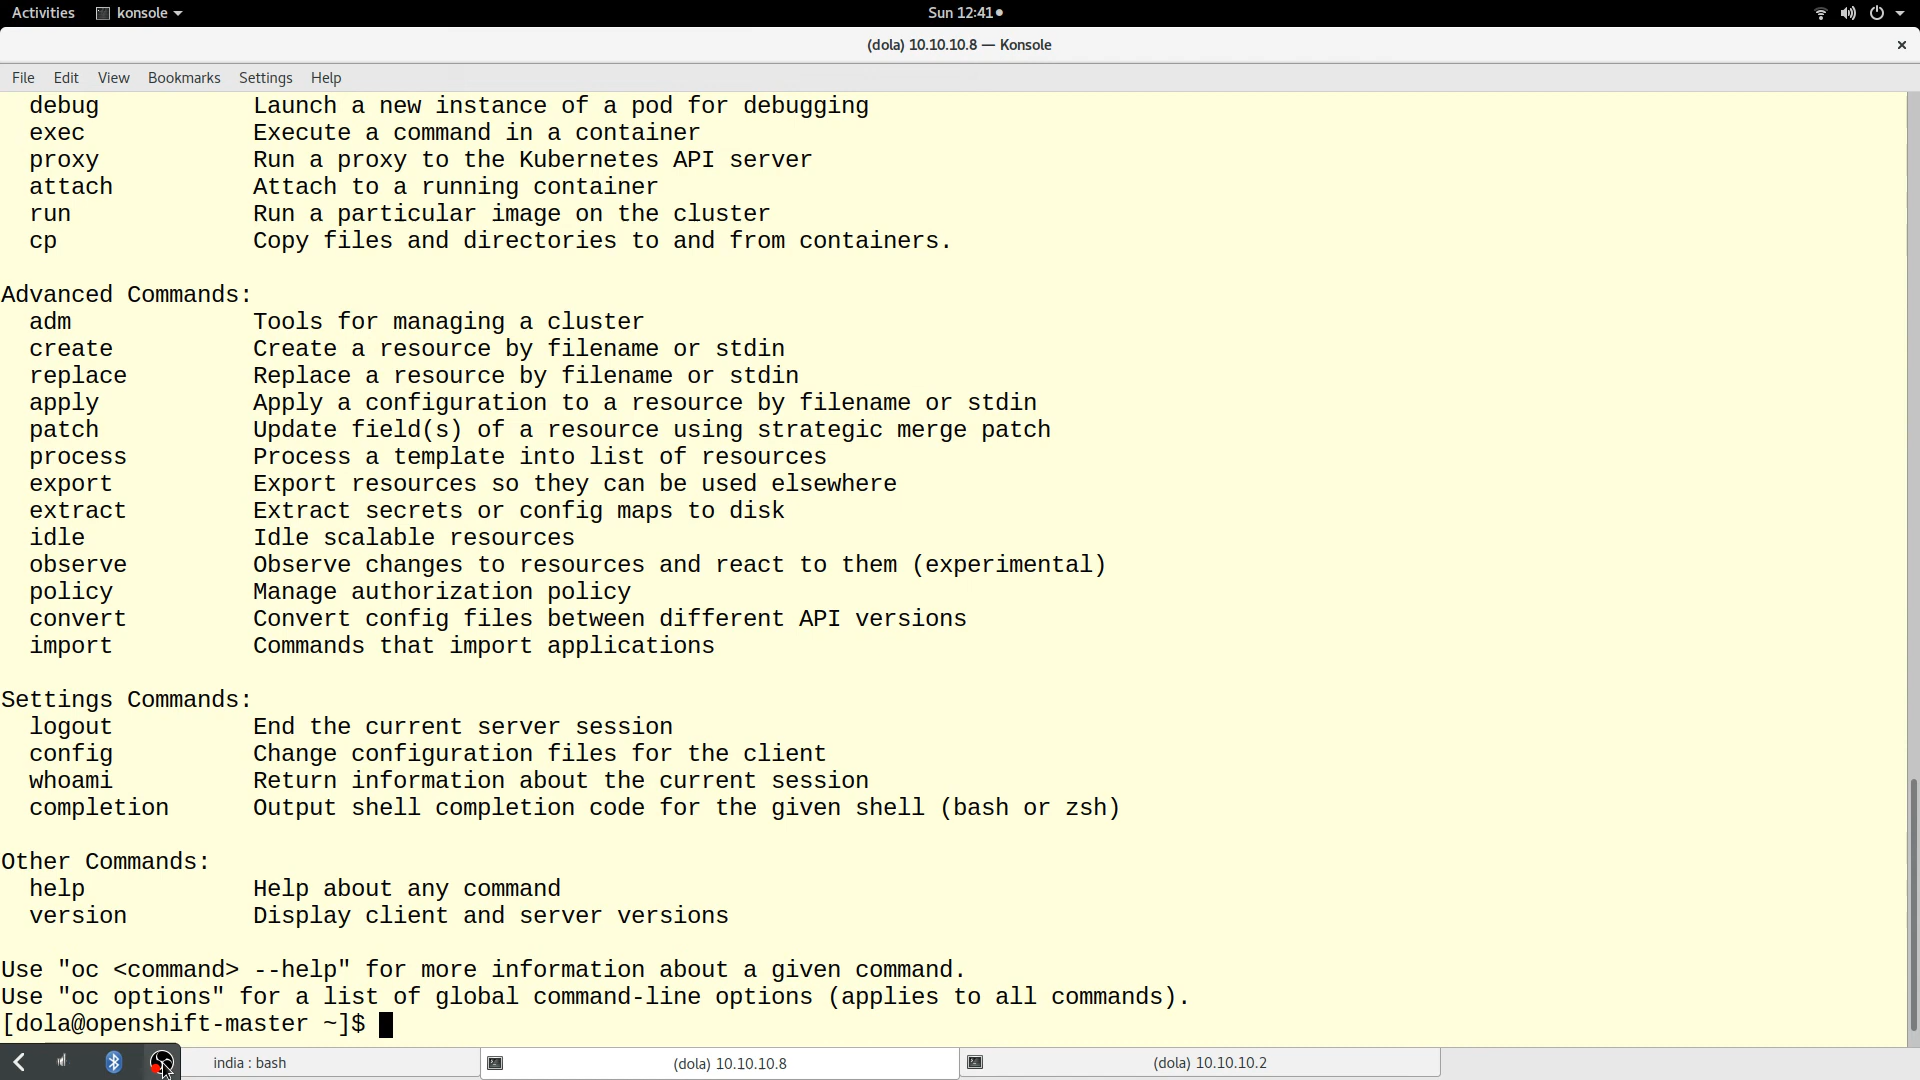 Activities konsole Sun 12:41
(dola) 10.10.10.8 — Konsole ×
File Edit View Bookmarks Settings Help
debug Launch a new instance of a pod for debugging
exec Execute a command in a container
proxy Run a proxy to the Kubernetes API server
attach Attach to a running container
run Run a particular image on the cluster
cp Copy files and directories to and from containers.
Advanced Commands:
adm Tools for managing a cluster
create Create a resource by filename or stdin
replace Replace a resource by filename or stdin
apply Apply a configuration to a resource by filename or stdin
patch Update field(s) of a resource using strategic merge patch
process Process a template into list of resources
export Export resources so they can be used elsewhere
extract Extract secrets or config maps to disk
idle Idle scalable resources
observe Observe changes to resources and react to them (experimental)
policy Manage authorization policy
convert Convert config files between different API versions
import Commands that import applications
Settings Commands:
logout End the current server session
config Change configuration files for the client
whoami Return information about the current session
completion Output shell completion code for the given shell (bash or zsh)
Other Commands:
help Help about any command
version Display client and server versions
Use "oc <command> --help" for more information about a given command.
Use "oc options" for a list of global command-line options (applies to all commands).
[dola@openshift-master ~]$
india : bash (dola) 10.10.10.8 (dola) 10.10.10.2